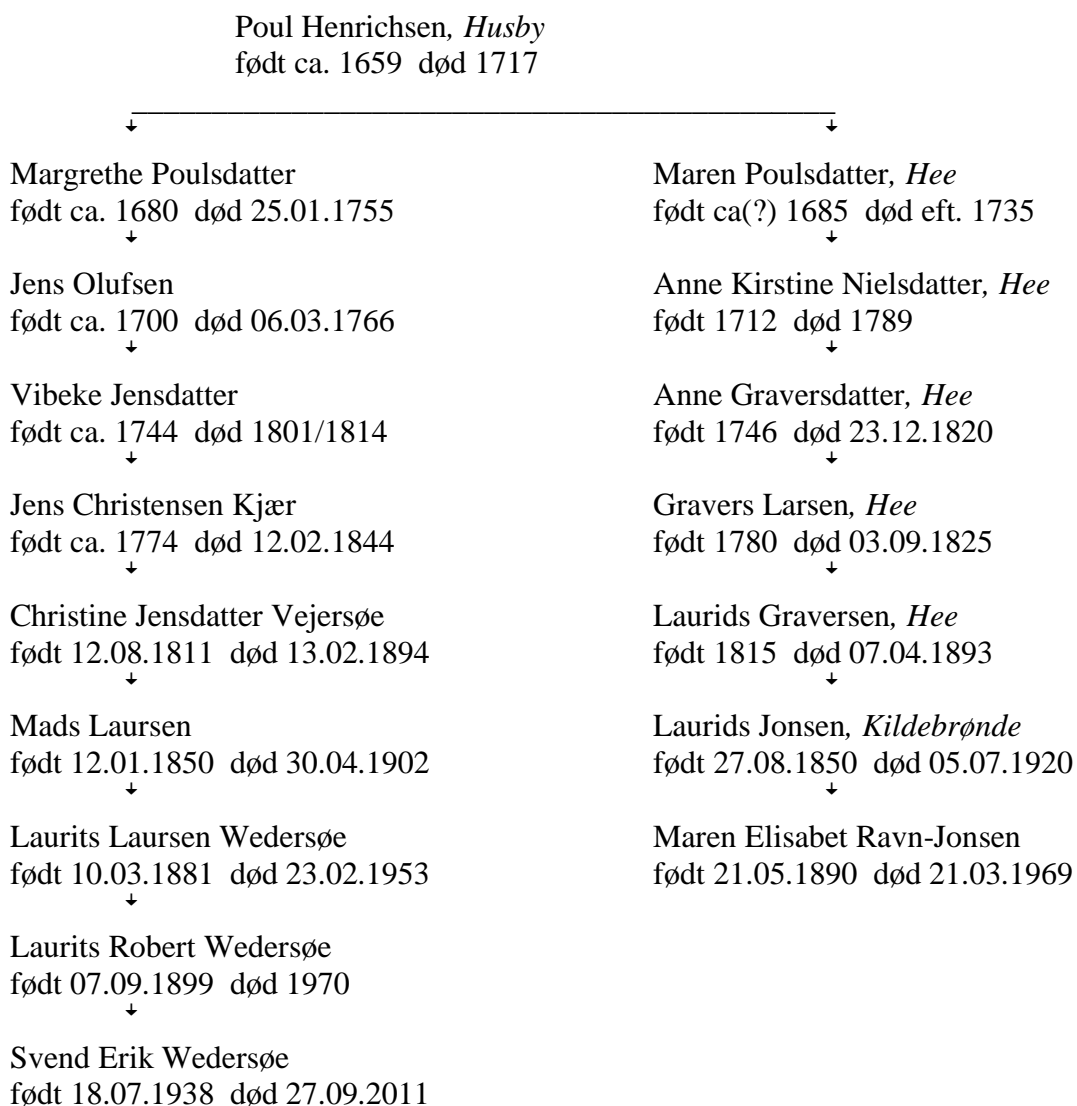 Poul Henrichsen, Husby
født ca. 1659 død 1717
Margrethe Poulsdatter
født ca. 1680 død 25.01.1755
Jens Olufsen
født ca. 1700 død 06.03.1766
Vibeke Jensdatter
født ca. 1744 død 1801/1814
Jens Christensen Kjær
født ca. 1774 død 12.02.1844
Christine Jensdatter Vejersøe
født 12.08.1811 død 13.02.1894
Mads Laursen
født 12.01.1850 død 30.04.1902
Laurits Laursen Wedersøe
født 10.03.1881 død 23.02.1953
Laurits Robert Wedersøe
født 07.09.1899 død 1970
Svend Erik Wedersøe
født 18.07.1938 død 27.09.2011
Maren Poulsdatter, Hee
født ca(?) 1685 død eft. 1735
Anne Kirstine Nielsdatter, Hee
født 1712 død 1789
Anne Graversdatter, Hee
født 1746 død 23.12.1820
Gravers Larsen, Hee
født 1780 død 03.09.1825
Laurids Graversen, Hee
født 1815 død 07.04.1893
Laurids Jonsen, Kildebrønde
født 27.08.1850 død 05.07.1920
Maren Elisabet Ravn-Jonsen
født 21.05.1890 død 21.03.1969